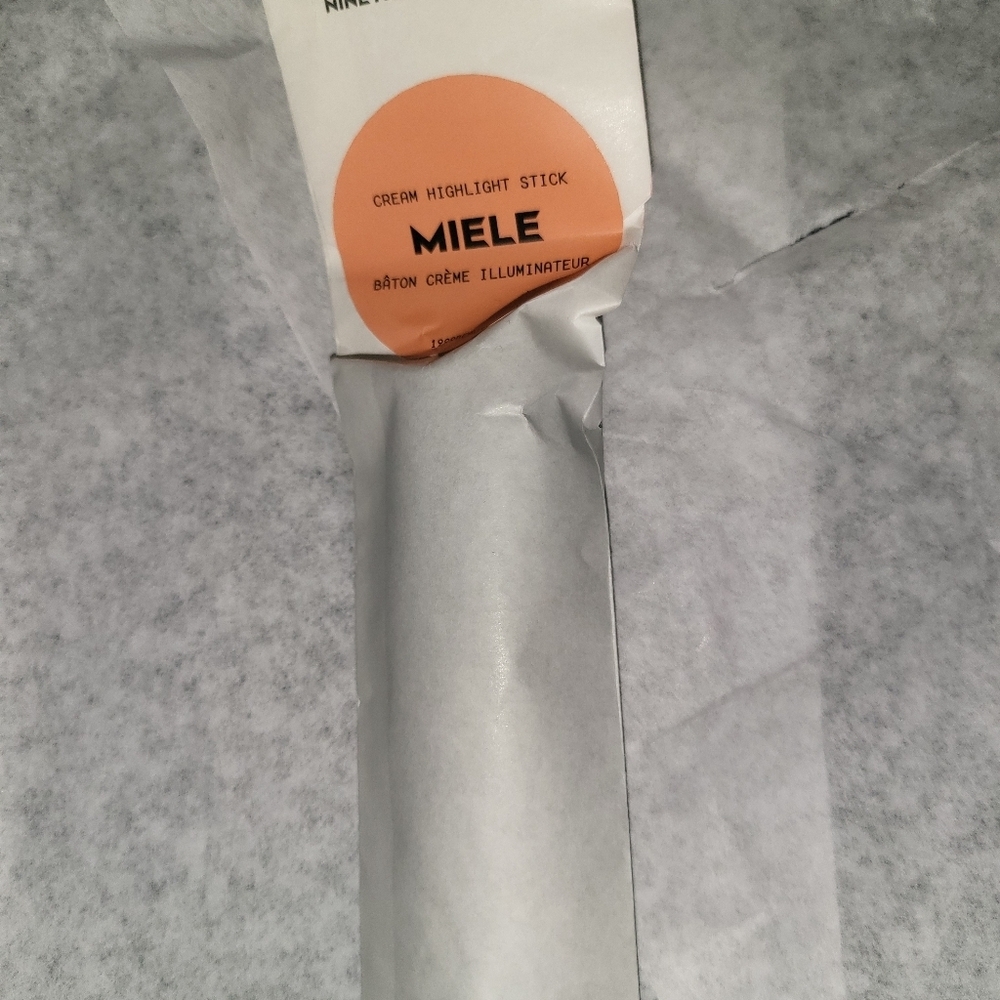 CREAM HIGHLIGHT STICK
MIELE
BÂTON CRÈME ILLUMINATEUR